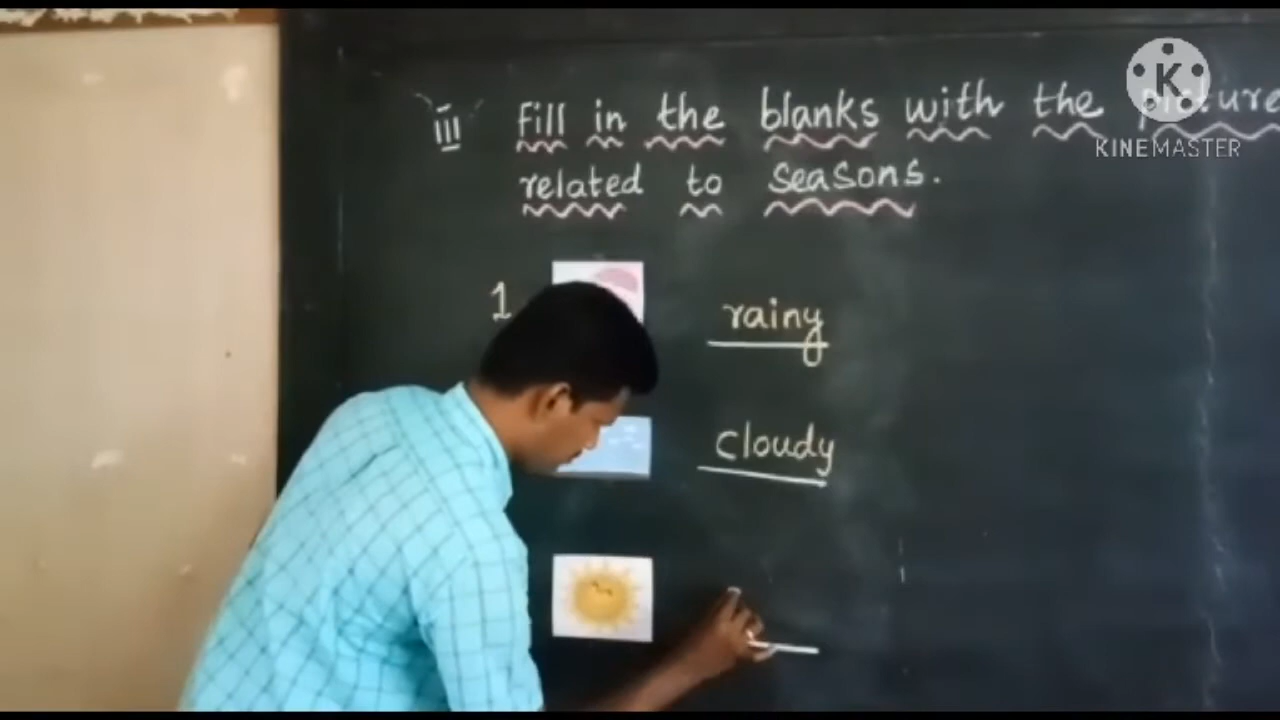 iii fill in the blanks with the picture
related to seasons.
1 rainy
cloudy
K
KINEMASTER